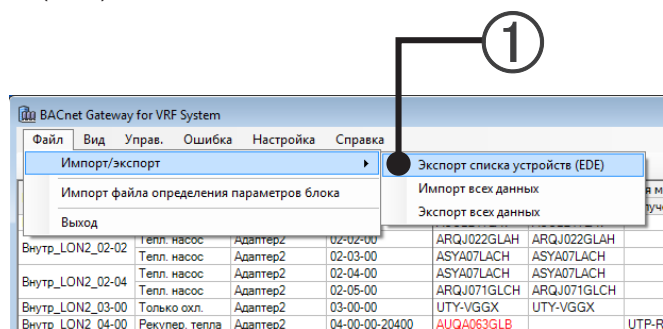 1
BACnet Gateway for VRF System
Файл Вид Управ. Ошибка Настройка Справка
Импорт/экспорт Экспорт списка устройств (EDE)
Импорт файла определения параметров блока Импорт всех данных
Выход Экспорт всех данных
Внутр_LON2_02-02 Тепл. насос Адаптер2 02-02-00 ARQJ022GLAH ARQJ022GLAH
Тепл. насос Адаптер2 02-03-00 ASYA07LACH ASYA07LACH
Внутр_LON2_02-04 Тепл. насос Адаптер2 02-04-00 ASYA07LACH ASYA07LACH
Тепл. насос Адаптер2 02-05-00 ARQJ071GLCH ARQJ071GLCH
Внутр_LON2_03-00 Только охл. Адаптер2 03-00-00 UTY-VGGX UTY-VGGX
Внутр_LON2_04-00 Рекупер. тепла Адаптер2 04-00-00-20400 AUQA063GLB UTP-R